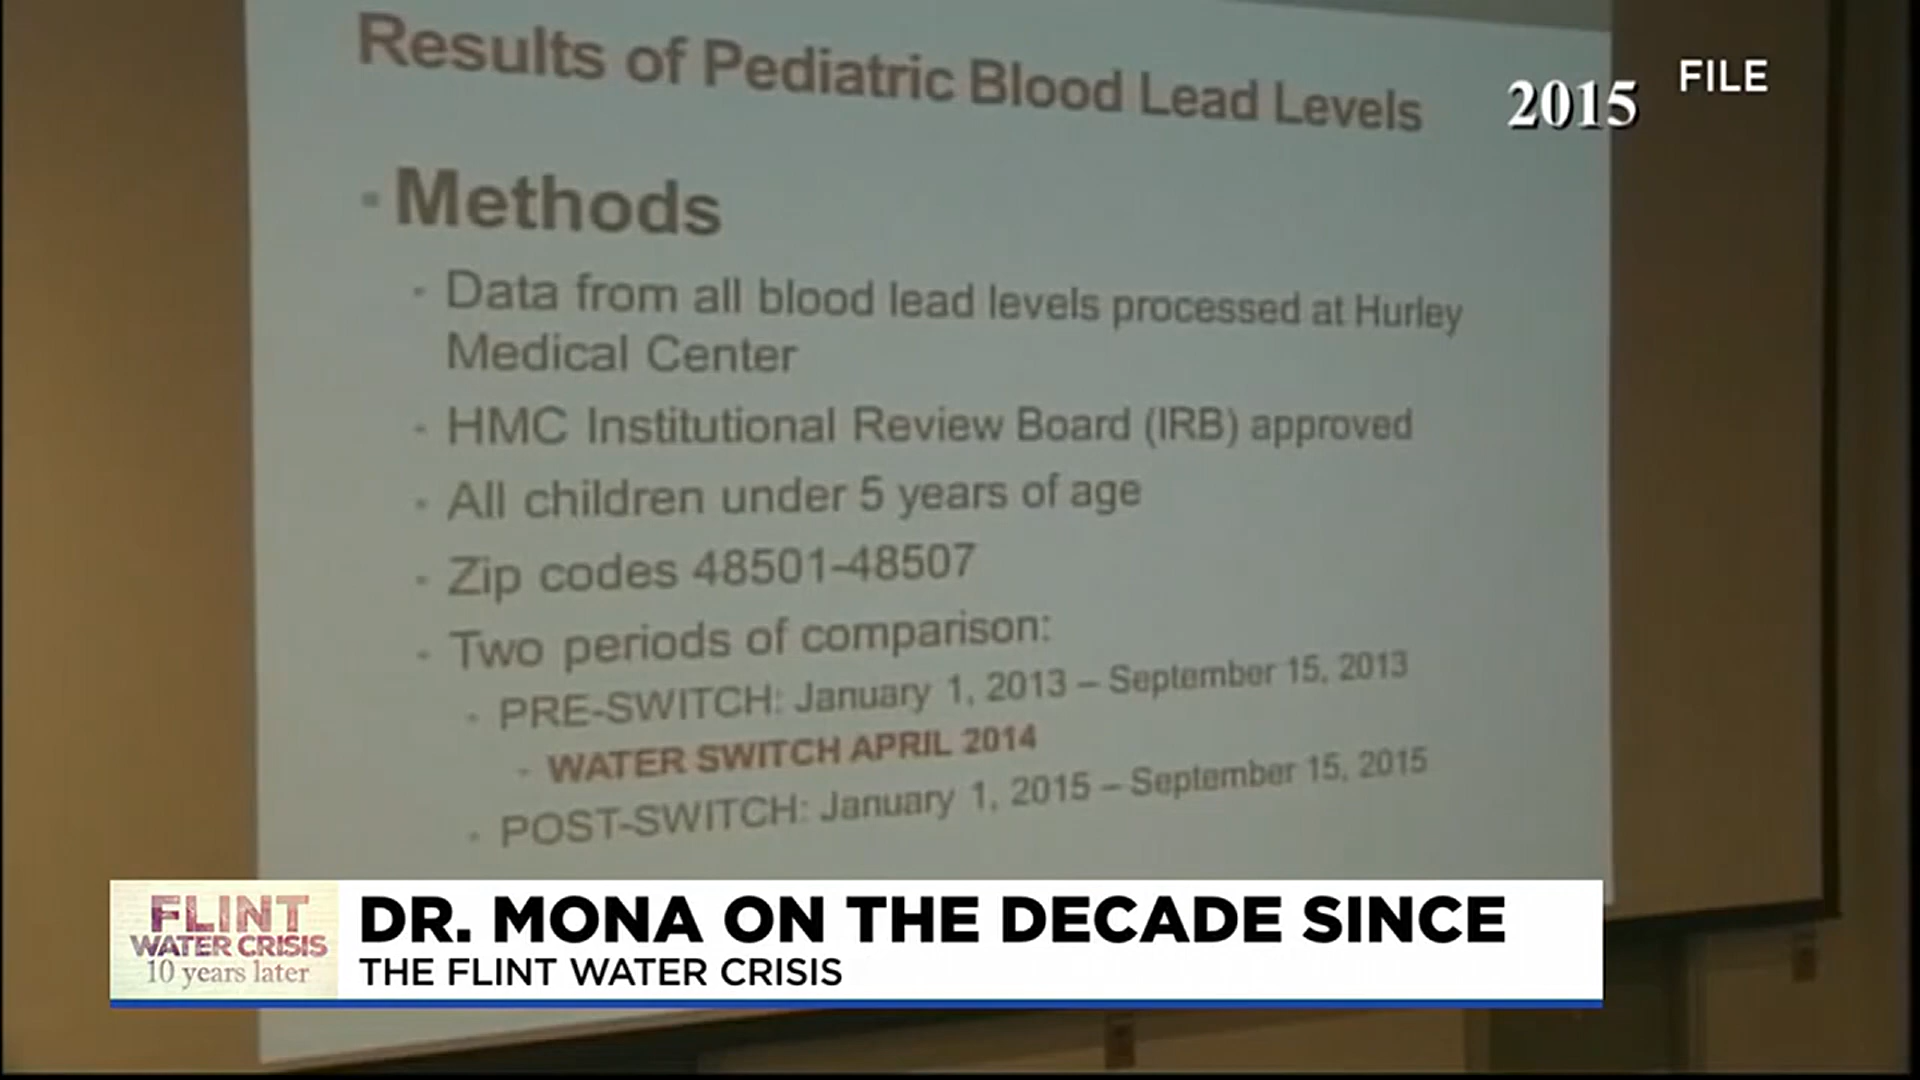 Results of Pediatric Blood Lead Levels
2015
FILE
Methods
Data from all blood lead levels processed at Hurley
Medical Center
HMC Institutional Review Board (IRB) approved
All children under 5 years of age
Zip codes 48501-48507
Two periods of comparison:
PRE-SWITCH: January 1, 2013 – September 15, 2013
WATER SWITCH APRIL 2014
POST-SWITCH: January 1, 2015 – September 15, 2015
FLINT
WATER CRISIS
10 years later
DR. MONA ON THE DECADE SINCE
THE FLINT WATER CRISIS